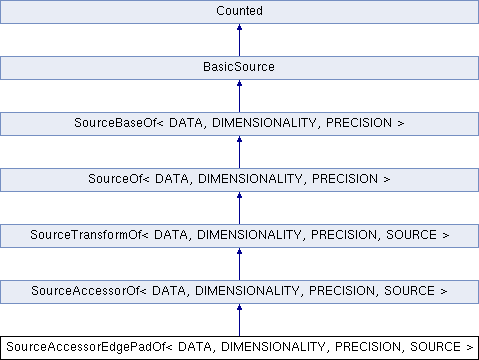 Counted
BasicSource
SourceBaseOf< DATA, DIMENSIONALITY, PRECISION >
SourceOf< DATA, DIMENSIONALITY, PRECISION >
SourceTransformOf< DATA, DIMENSIONALITY, PRECISION, SOURCE >
SourceAccessorOf< DATA, DIMENSIONALITY, PRECISION, SOURCE >
SourceAccessorEdgePadOf< DATA, DIMENSIONALITY, PRECISION, SOURCE >